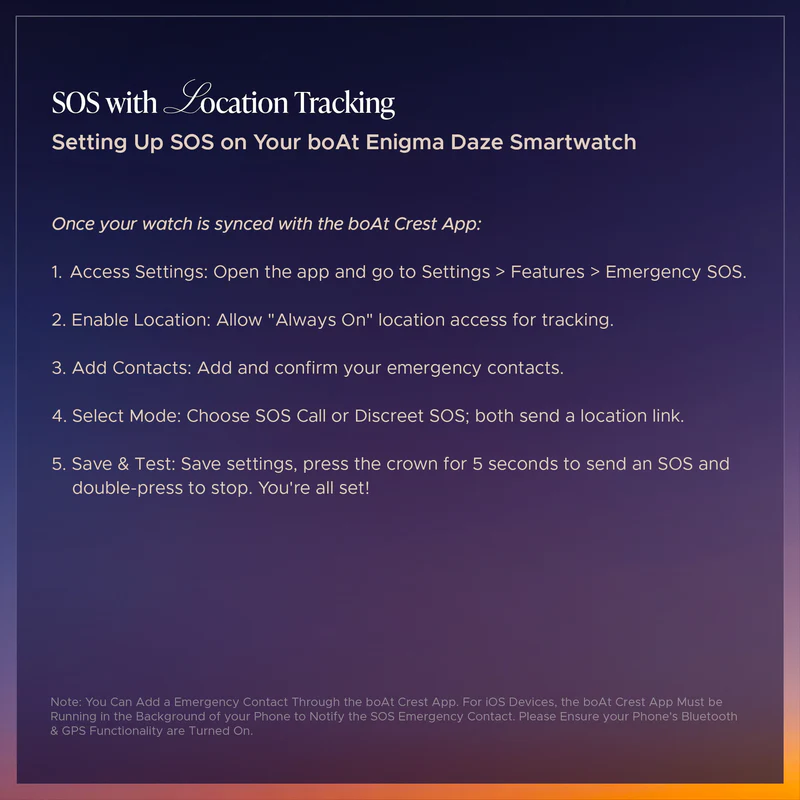 SOS with Location Tracking
Setting Up SOS on Your boAt Enigma Daze Smartwatch
Once your watch is synced with the boAt Crest App:
1. Access Settings: Open the app and go to Settings > Features > Emergency SOS.
2. Enable Location: Allow "Always On" location access for tracking.
3. Add Contacts: Add and confirm your emergency contacts.
4. Select Mode: Choose SOS Call or Discreet SOS; both send a location link.
5. Save & Test: Save settings, press the crown for 5 seconds to send an SOS and
double-press to stop. You're all set!
Note: You Can Add a Emergency Contact Through the boAt Crest App. For iOS Devices, the boAt Crest App Must be
Running in the Background of your Phone to Notify the SOS Emergency Contact. Please Ensure your Phone's Bluetooth
& GPS Functionality are Turned On.